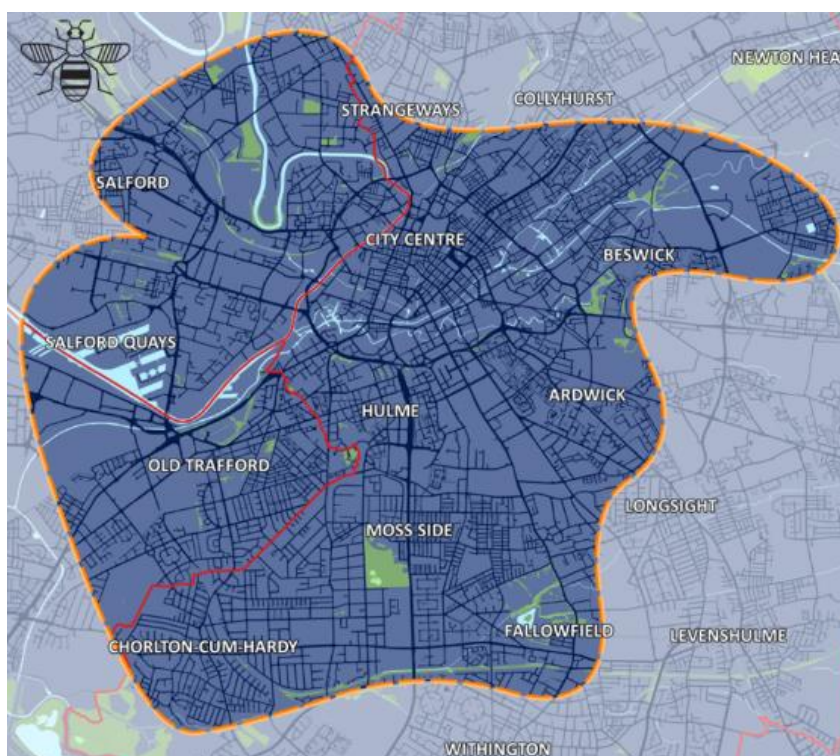 NEWTON HEA
COLLYHURST
STRANGEWAYS
SALFORD
CITY CENTRE
BESWICK
SALFORD QUAYS
ARDWICK
HULME
OLD TRAFFORD
LONGSIGHT
MOSS SIDE
FALLOWFIELD
LEVENSHULME
CHORLTON-CUM-HARDY
WITHINGTON